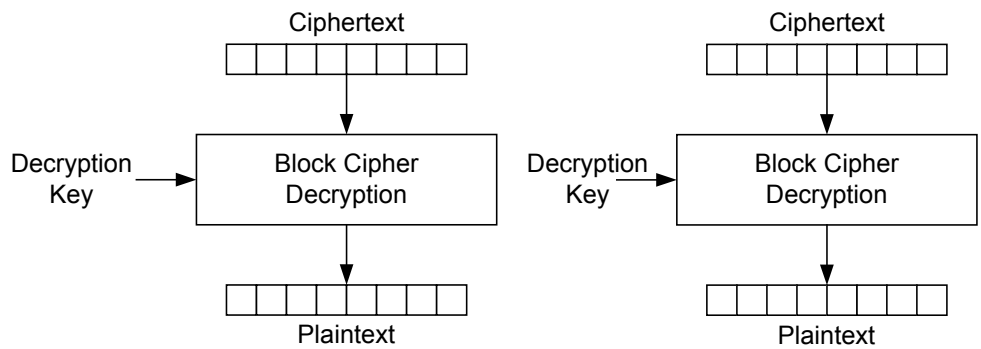 Ciphertext
Ciphertext
Decryption
Key
Block Cipher
Decryption
Decryption
Key
Block Cipher
Decryption
Plaintext
Plaintext